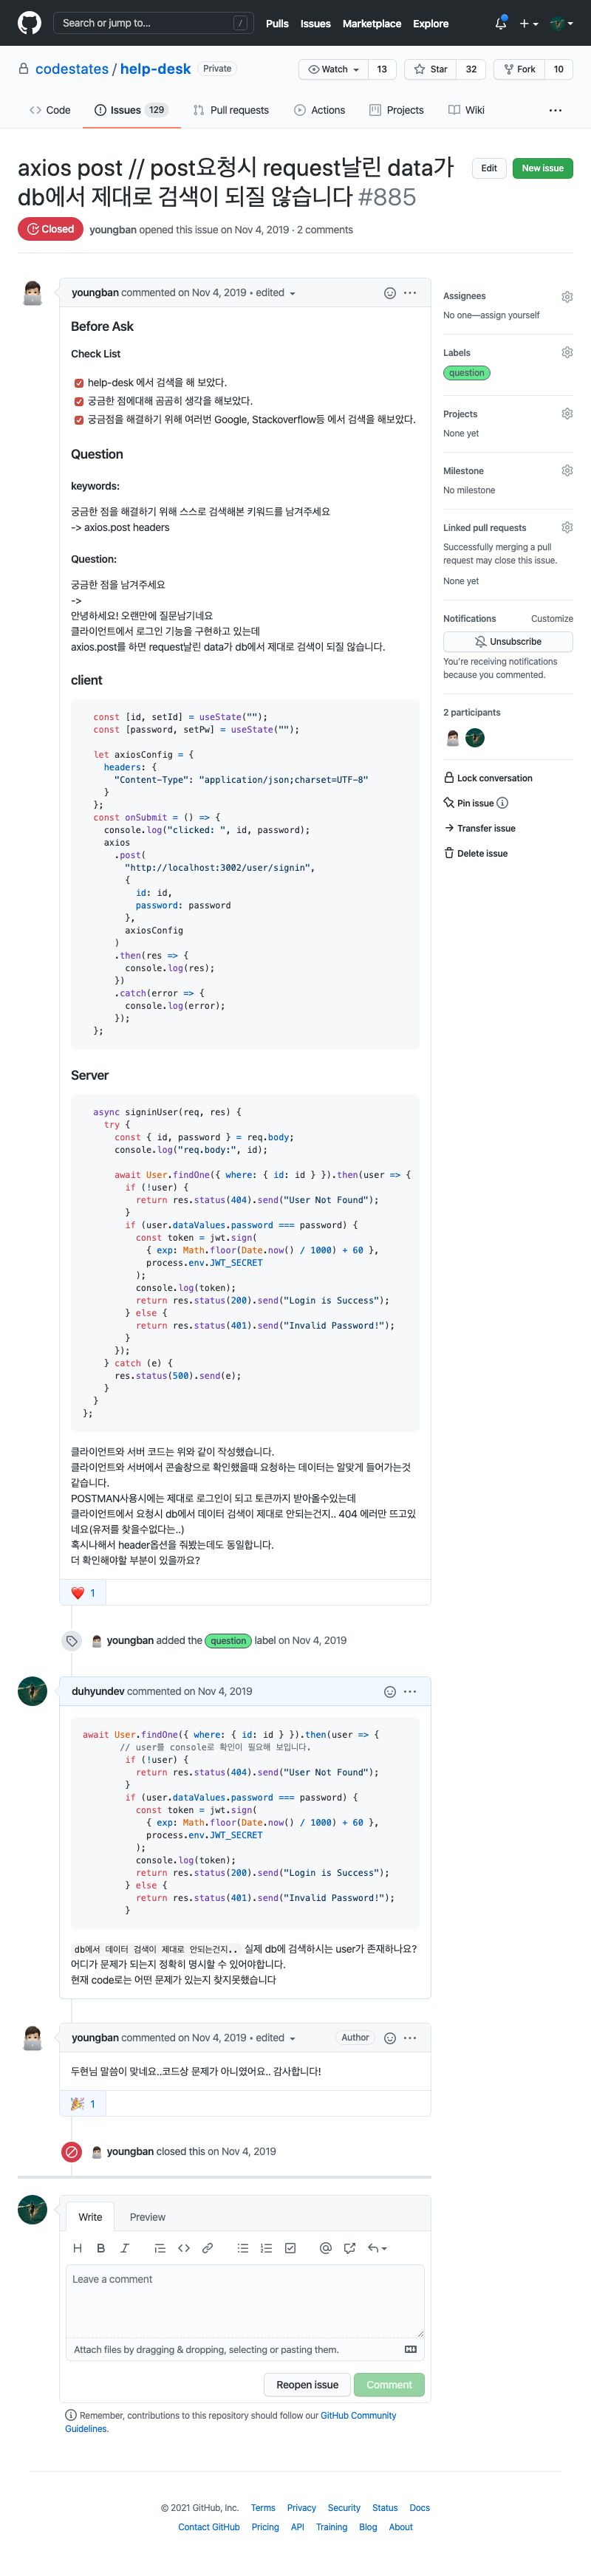 Search or jump to...
/
Pulls Issues Marketplace Explore
codestates / help-desk Private
Watch 13 Star 32 Fork 10
Code Issues 129 Pull requests Actions Projects Wiki
axios post // post요청시 request날린 data가
db에서 제대로 검색이 되질 않습니다 #885
Edit New issue
Closed youngban opened this issue on Nov 4, 2019 · 2 comments
youngban commented on Nov 4, 2019 • edited
Before Ask
Check List
help-desk 에서 검색을 해 보았다.
궁금한 점에대해 곰곰히 생각을 해보았다.
궁금점을 해결하기 위해 여러번 Google, Stackoverflow등 에서 검색을 해보았다.
Question
keywords:
궁금한 점을 해결하기 위해 스스로 검색해본 키워드를 남겨주세요
-> axios.post headers
Question:
궁금한 점을 남겨주세요
->
안녕하세요! 오랜만에 질문남기네요
클라이언트에서 로그인 기능을 구현하고 있는데
axios.post를 하면 request날린 data가 db에서 제대로 검색이 되질 않습니다.
client
const [id, setId] = useState("");
const [password, setPw] = useState("");
let axiosConfig = {
headers: {
"Content-Type": "application/json;charset=UTF-8"
}
};
const onSubmit = () => {
console.log("clicked: ", id, password);
axios
.post(
"http://localhost:3002/user/signin",
{
id: id,
password: password
},
axiosConfig
)
.then(res => {
console.log(res);
})
.catch(error => {
console.log(error);
});
};
Server
async signinUser(req, res) {
try {
const { id, password } = req.body;
console.log("req.body:", id);
await User.findOne({ where: { id: id } }).then(user => {
if (!user) {
return res.status(404).send("User Not Found");
}
if (user.dataValues.password === password) {
const token = jwt.sign(
{ exp: Math.floor(Date.now() / 1000) + 60 },
process.env.JWT_SECRET
);
console.log(token);
return res.status(200).send("Login is Success");
} else {
return res.status(401).send("Invalid Password!");
}
});
} catch (e) {
res.status(500).send(e);
}
}
};
클라이언트와 서버 코드는 위와 같이 작성했습니다.
클라이언트와 서버에서 콘솔창으로 확인했을때 요청하는 데이터는 알맞게 들어가는것
같습니다.
POSTMAN사용시에는 제대로 로그인이 되고 토큰까지 받아올수있는데
클라이언트에서 요청시 db에서 데이터 검색이 제대로 안되는건지.. 404 에러만 뜨고있
네요(유저를 찾을수없다는..)
혹시나해서 header옵션을 줘봤는데도 동일합니다.
더 확인해야할 부분이 있을까요?
1
youngban added the question label on Nov 4, 2019
duhyundev commented on Nov 4, 2019
await User.findOne({ where: { id: id } }).then(user => {
// user를 console로 확인이 필요해 보입니다.
if (!user) {
return res.status(404).send("User Not Found");
}
if (user.dataValues.password === password) {
const token = jwt.sign(
{ exp: Math.floor(Date.now() / 1000) + 60 },
process.env.JWT_SECRET
);
console.log(token);
return res.status(200).send("Login is Success");
} else {
return res.status(401).send("Invalid Password!");
}
db에서 데이터 검색이 제대로 안되는건지.. 실제 db에 검색하시는 user가 존재하나요?
어디가 문제가 되는지 정확히 명시할 수 있어야합니다.
현재 code로는 어떤 문제가 있는지 찾지못했습니다
youngban commented on Nov 4, 2019 • edited Author
두현님 말씀이 맞네요..코드상 문제가 아니였어요.. 감사합니다!
1
youngban closed this on Nov 4, 2019
Write Preview
H B I
Leave a comment
Attach files by dragging & dropping, selecting or pasting them.
Reopen issue Comment
Remember, contributions to this repository should follow our GitHub Community
Guidelines.
Assignees
No one—assign yourself
Labels
question
Projects
None yet
Milestone
No milestone
Linked pull requests
Successfully merging a pull
request may close this issue.
None yet
Notifications Customize
Unsubscribe
You're receiving notifications
because you commented.
2 participants
Lock conversation
Pin issue
Transfer issue
Delete issue
© 2021 GitHub, Inc. Terms Privacy Security Status Docs
Contact GitHub Pricing API Training Blog About